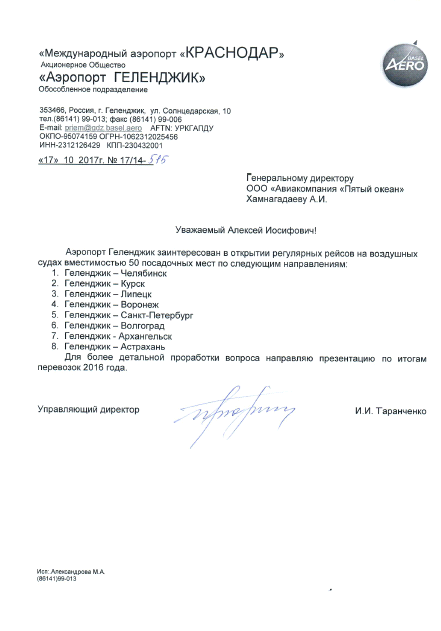 «Международный аэропорт «КРАСНОДАР»
Акционерное Общество
«Аэропорт ГЕЛЕНДЖИК»
Обособленное подразделение
BASEL
AERO
353466, Россия, г. Геленджик, ул. Солнцедарская, 10
тел.(86141) 99-013; факс (86141) 99-006
E-mail: priem@gdz.basel.aero AFTN: УРКГАПДУ
ОКПО-95074159 ОГРН-1062312025456
ИНН-2312126429 КПП-230432001
«17» 10 2017г. № 17/14- 515
Генеральному директору
ООО «Авиакомпания «Пятый океан»
Хамнагадаеву А.И.
Уважаемый Алексей Иосифович!
Аэропорт Геленджик заинтересован в открытии регулярных рейсов на воздушных
судах вместимостью 50 посадочных мест по следующим направлениям:
1. Геленджик – Челябинск
2. Геленджик – Курск
3. Геленджик – Липецк
4. Геленджик – Воронеж
5. Геленджик – Санкт-Петербург
6. Геленджик – Волгоград
7. Геленджик - Архангельск
8. Геленджик – Астрахань
Для более детальной проработки вопроса направляю презентацию по итогам
перевозок 2016 года.
Управляющий директор
И.И. Таранченко
Исп. Александрова М.А.
(86141)99-013